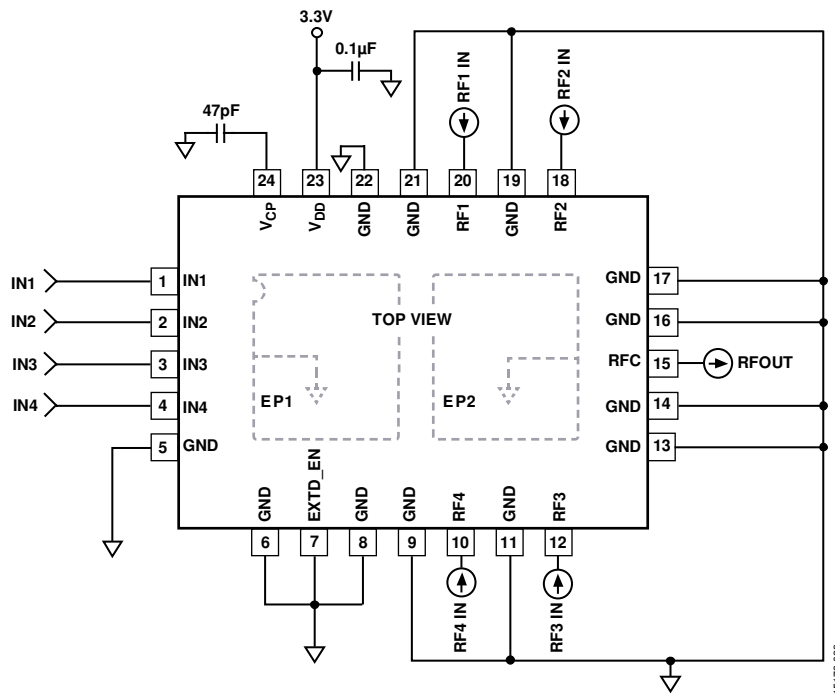 3.3V
0.1µF
47pF
RF1 IN
RF2 IN
24
23
22
21
20
19
18
VCP
VDD
GND
GND
RF1
GND
RF2
IN1
1
IN1
IN2
2
IN2
IN3
3
IN3
IN4
4
IN4
5
GND
TOP VIEW
EP1
EP2
GND
17
GND
16
RFC
15
RFOUT
GND
14
GND
13
GND
EXTD_EN
GND
GND
RF4
GND
RF3
6
7
8
9
10
11
12
RF4 IN
RF3 IN